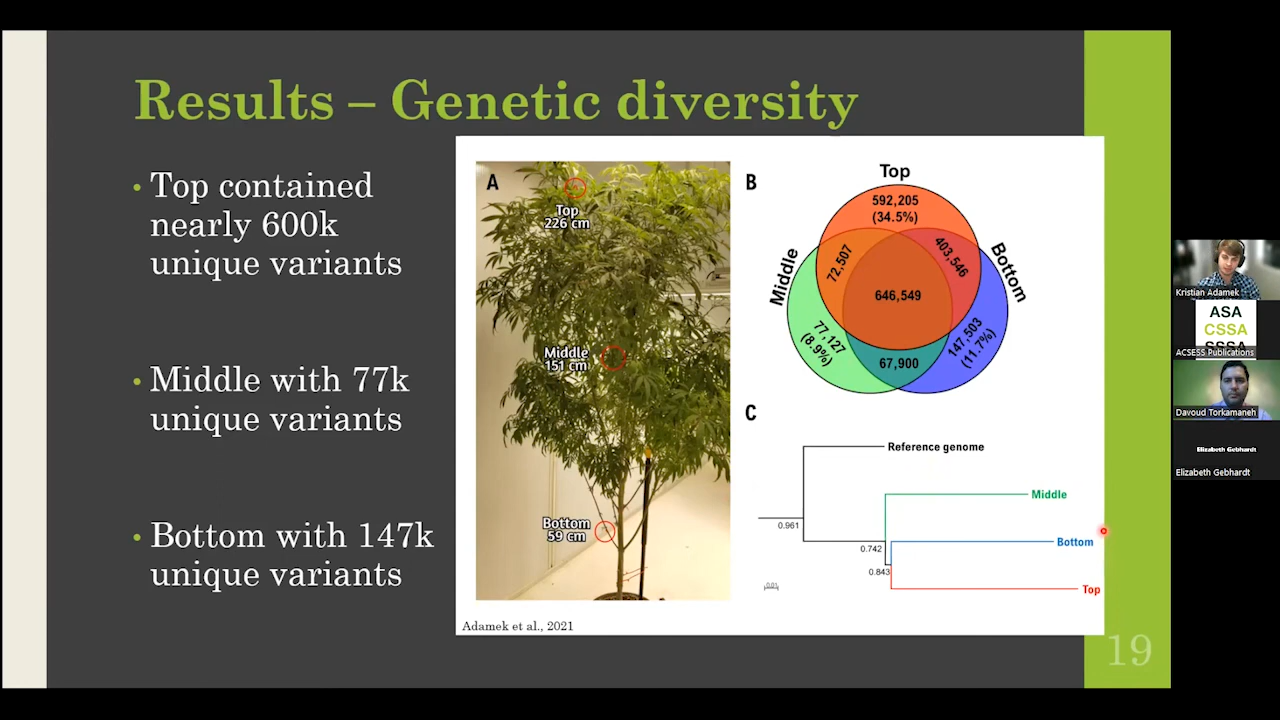 Results – Genetic diversity
• Top contained
nearly 600k
unique variants
• Middle with 77k
unique variants
• Bottom with 147k
unique variants
A
Top
226 cm
Middle
151 cm
Bottom
59 cm
B
Top
Middle
Bottom
592,205
(34.5%)
72,507
403,546
646,549
77,127
(8.9%)
67,900
147,503
(11.7%)
C
Reference genome
Middle
Bottom
Top
0.961
0.742
0.843
0.01
Adamek et al., 2021
19
Kristian Adamek
ASA
CSSA
SSSA
ACSESS Publications
Davoud Torkamaneh
Elizabeth Gebhardt
Elizabeth Gebhardt